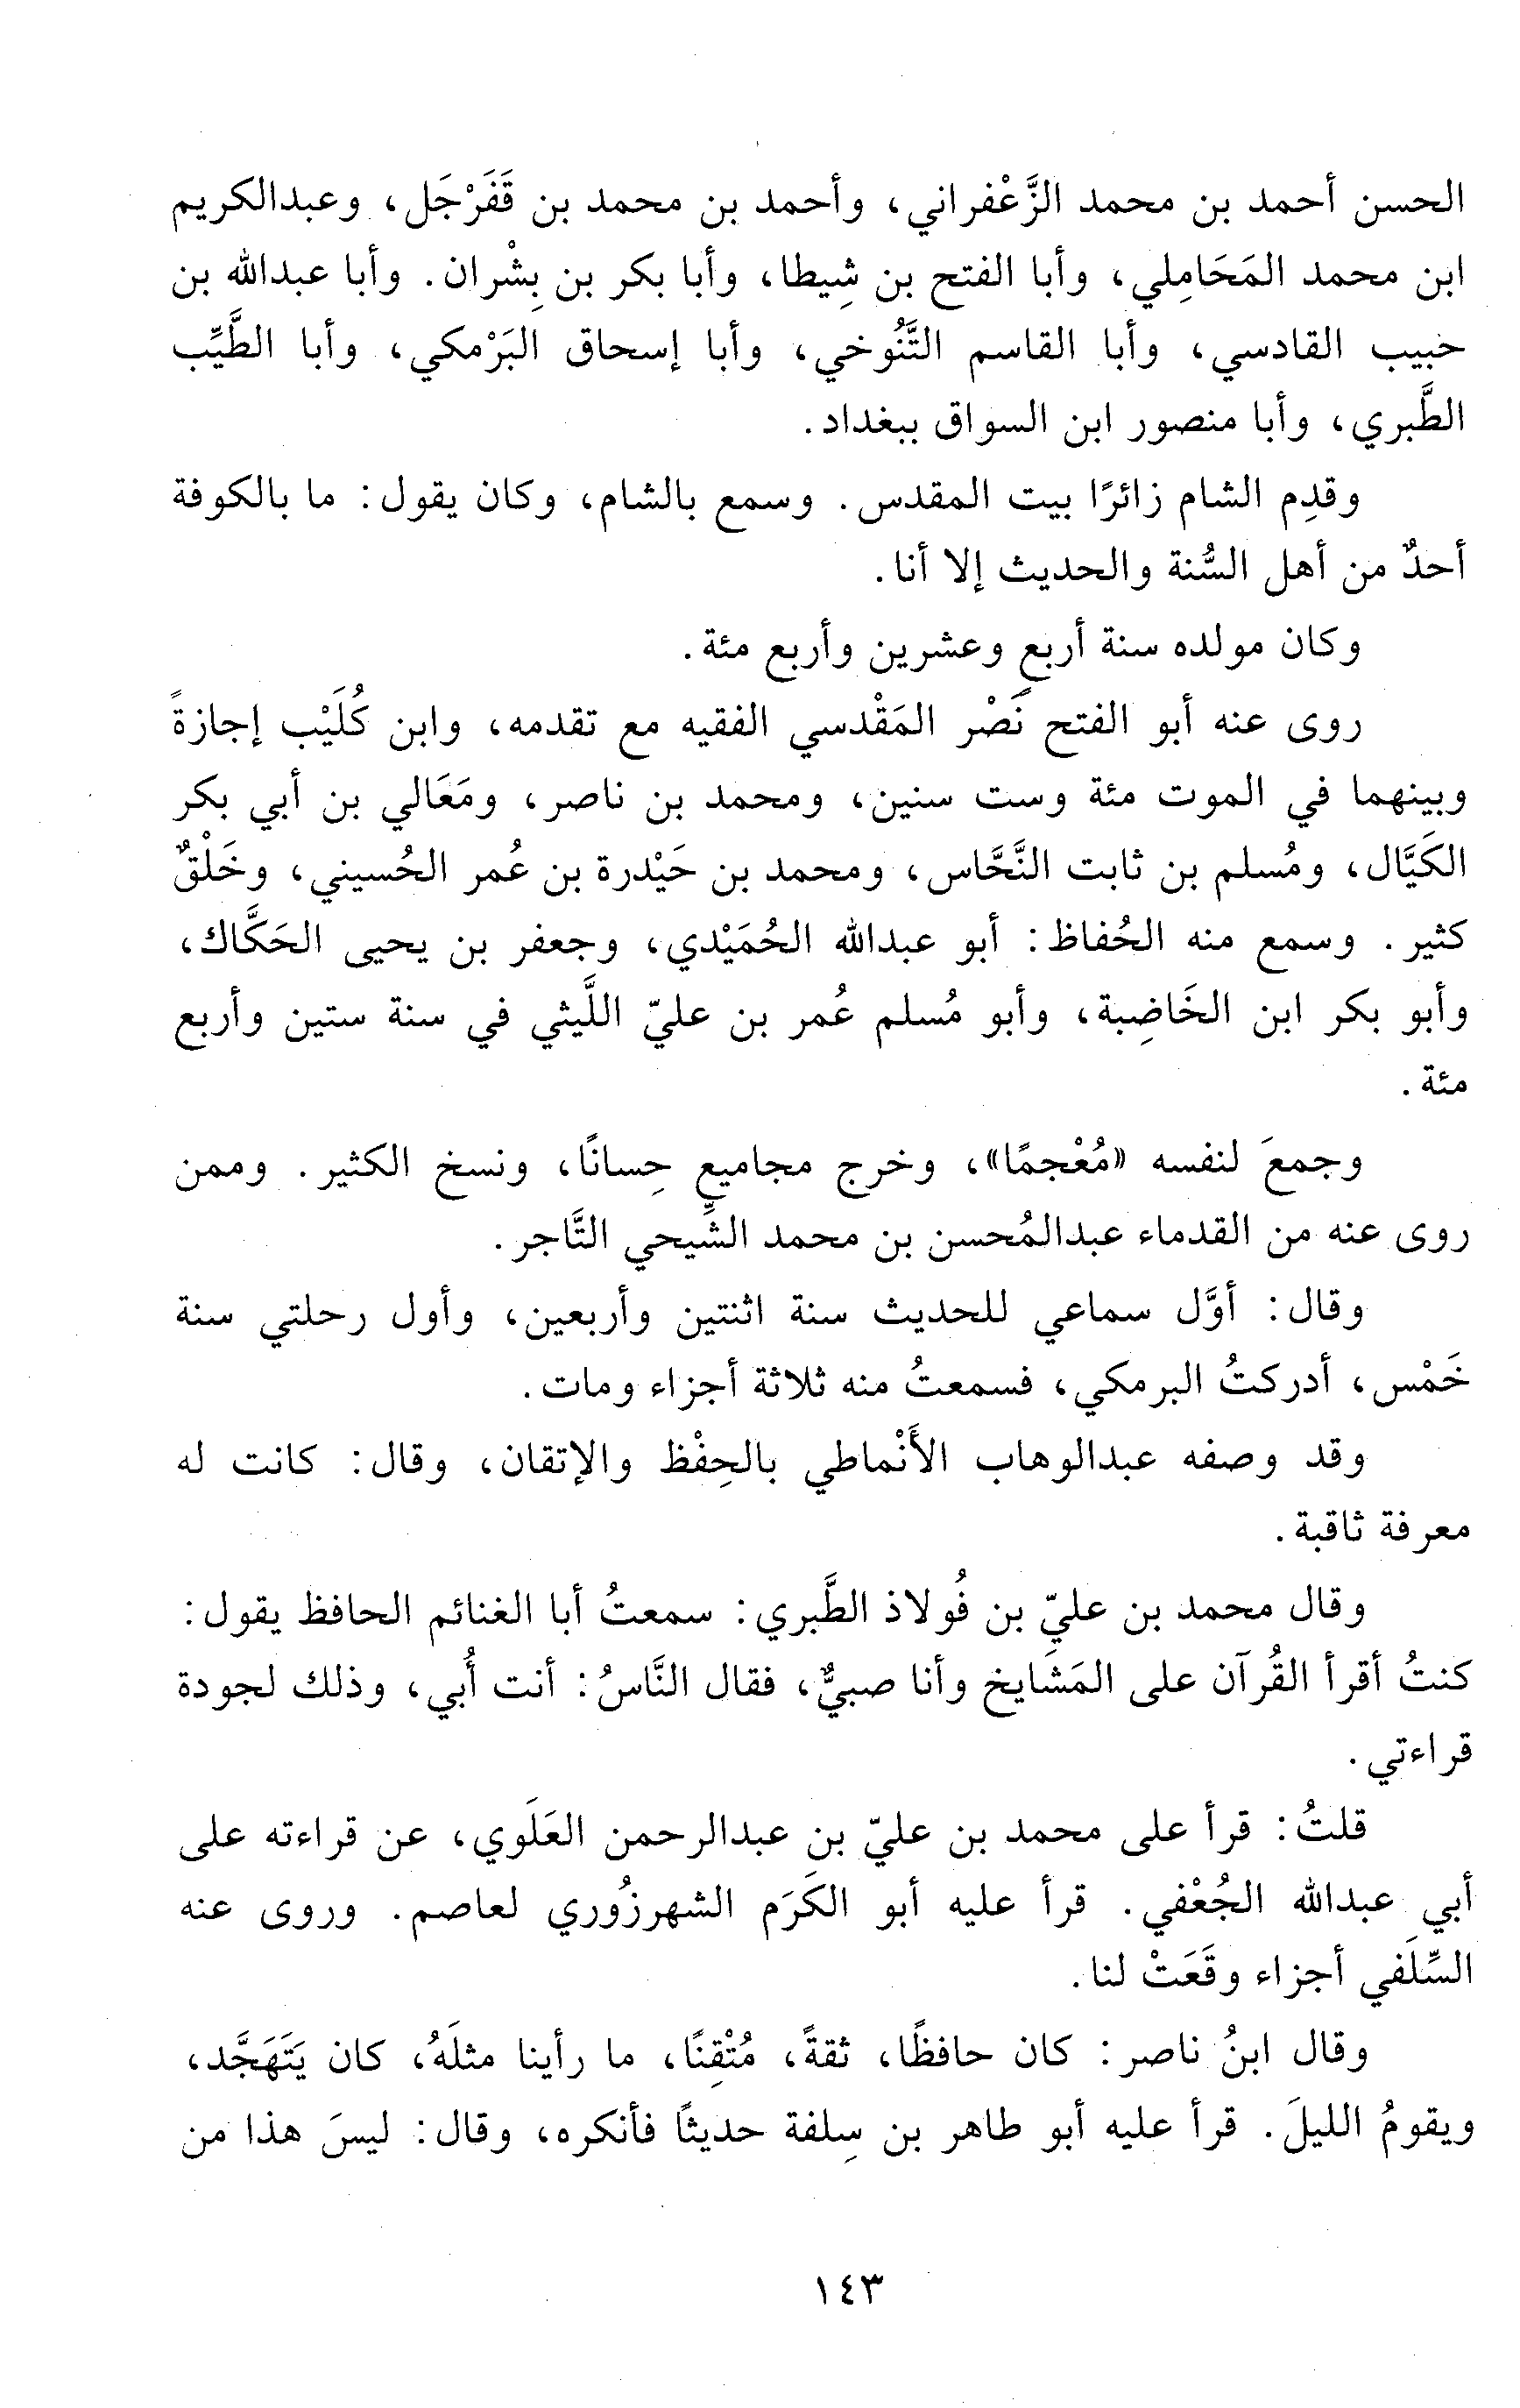 الحسن أحمد بن محمد الزَّعْفراني، وأحمد بن محمد بن قَفَرْجَل، وعبدالكريم
ابن محمد المَحَامِلي، وأبا الفتح بن شِيطا، وأبا بكر بن بِشْران. وأبا عبدالله بن
حبيب القادسي، وأبا القاسم التَّنُوخي، وأبا إسحاق البَرْمكي، وأبا الطَّيِّب
الطَّبري، وأبا منصور ابن السواق ببغداد.
وقدِم الشام زائرًا بيت المقدس. وسمع بالشام، وكان يقول: ما بالكوفة
أحدٌ من أهل السُّنة والحديث إلا أنا.
وكان مولده سنة أربع وعشرين وأربع مئة.
روى عنه أبو الفتح نَصْر المَقْدسي الفقيه مع تقدمه، وابن كُلَيْب إجازةً
وبينهما في الموت مئة وست سنين، ومحمد بن ناصر، ومَعَالي بن أبي بكر
الكَيَّال، ومُسلم بن ثابت النَّحَّاس، ومحمد بن حَيْدرة بن عُمر الحُسيني، وخَلْقٌ
كثير. وسمع منه الحُفاظ: أبو عبدالله الحُمَيْدي، وجعفر بن يحيى الحَكَّاك،
وأبو بكر ابن الخَاضِبة، وأبو مُسلم عُمر بن عليّ اللَّيثي في سنة ستين وأربع
مئة.
وجمعَ لنفسه «مُعْجمًا»، وخرج مجاميع حِسانًا، ونسخ الكثير. وممن
روى عنه من القدماء عبدالمُحسن بن محمد الشِّيحي التَّاجر.
وقال: أوَّل سماعي للحديث سنة اثنتين وأربعين، وأول رحلتي سنة
خَمْس، أدركتُ البرمكي، فسمعتُ منه ثلاثة أجزاء ومات.
وقد وصفه عبدالوهاب الأَنْماطي بالحِفْظ والإتقان، وقال: كانت له
معرفة ثاقبة.
وقال محمد بن عليّ بن فُولاذ الطَّبري: سمعتُ أبا الغنائم الحافظ يقول:
كنتُ أقرأ القُرآن على المَشَايخ وأنا صبيٌّ، فقال النَّاسُ: أنت أُبي، وذلك لجودة
قراءتي.
قلتُ: قرأ على محمد بن عليّ بن عبدالرحمن العَلَوي، عن قراءته على
أبي عبدالله الجُعْفي. قرأ عليه أبو الكَرَم الشهرزُوري لعاصم. وروى عنه
السِّلَفي أجزاء وقَعَتْ لنا.
وقال ابنُ ناصر: كان حافظًا، ثقةً، مُتْقِنًا، ما رأينا مثلَهُ، كان يَتَهَجَّد،
ويقومُ الليلَ. قرأ عليه أبو طاهر بن سِلفة حديثًا فأنكره، وقال: ليسَ هذا من
١٤٣